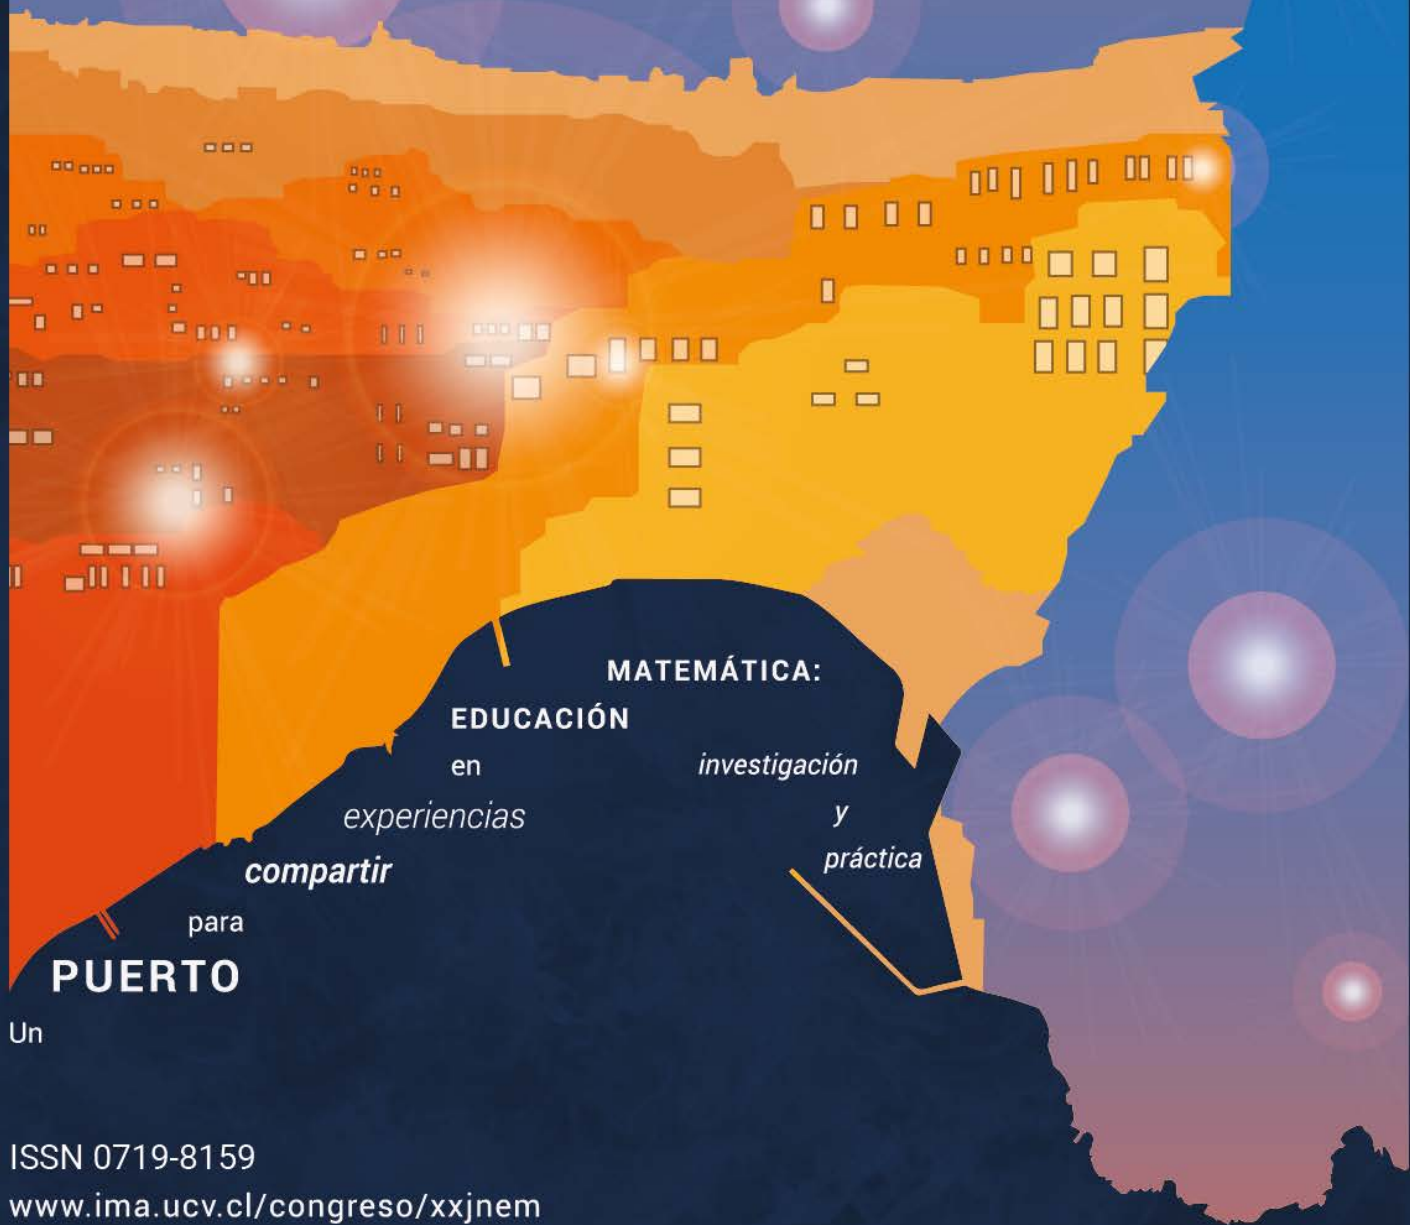 Un
PUERTO
para
compartir
experiencias
en
EDUCACIÓN
MATEMÁTICA:
investigación
y
práctica
ISSN 0719-8159
www.ima.ucv.cl/congreso/xxjnem